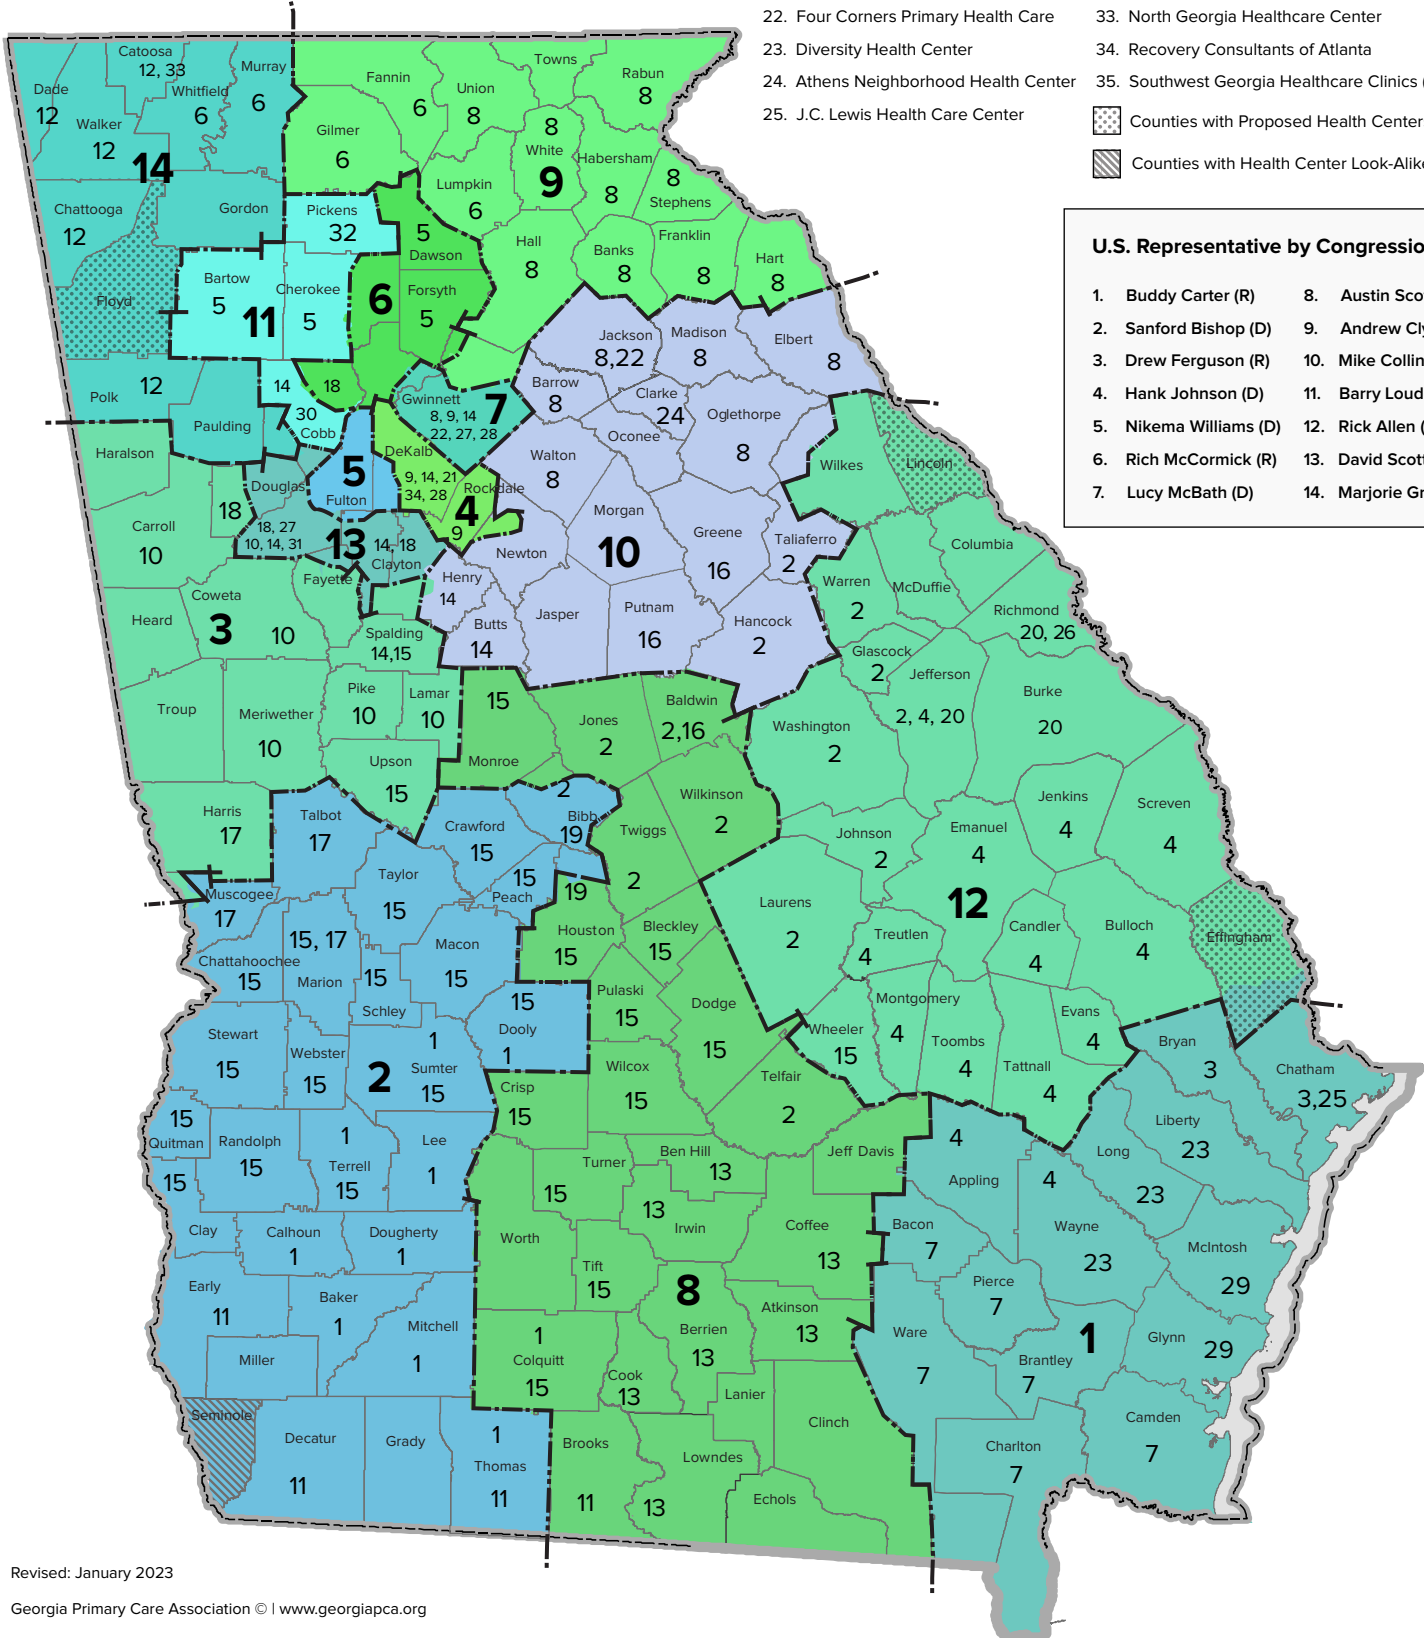 22. Four Corners Primary Health Care
23. Diversity Health Center
24. Athens Neighborhood Health Center
25. J.C. Lewis Health Care Center
33. North Georgia Healthcare Center
34. Recovery Consultants of Atlanta
35. Southwest Georgia Healthcare Clinics
Counties with Proposed Health Center
Counties with Health Center Look-Alike
U.S. Representative by Congressio
1. Buddy Carter (R)
2. Sanford Bishop (D)
3. Drew Ferguson (R)
4. Hank Johnson (D)
5. Nikema Williams (D)
6. Rich McCormick (R)
7. Lucy McBath (D)
8. Austin Sco
9. Andrew Cly
10. Mike Collin
11. Barry Loud
12. Rick Allen (
13. David Scott
14. Marjorie Gr
Catoosa
12, 33
Dade
12
Walker
12
Whitfield
6
Murray
6
14
Chattooga
12
Gordon
Floyd
Polk
12
Paulding
Fannin
6
Gilmer
6
Union
8
Towns
Rabun
8
8
White
9
Habersham
8
8
Stephens
Lumpkin
6
Hall
8
Banks
8
Franklin
8
Hart
8
Pickens
32
Bartow
5
Cherokee
5
11
14
30
Cobb
5
Dawson
6
Forsyth
5
18
Gwinnett
8, 9, 14
22, 27, 28
7
5
Fulton
DeKalb
9, 14, 21
34, 28
Rockdale
4
9
Douglas
18, 27
10, 14, 31
13
14, 18
Clayton
Fayette
Henry
14
Jackson
8,22
Madison
8
Elbert
8
Barrow
8
Clarke
24
Oconee
Oglethorpe
8
Walton
8
Morgan
10
Greene
16
Taliaferro
2
Newton
Jasper
Putnam
16
Hancock
2
Butts
14
Haralson
18
Carroll
10
Heard
Coweta
3
10
Spalding
14,15
Troup
Meriwether
10
Pike
10
Lamar
10
Upson
15
Harris
17
Wilkes
Lincoln
Columbia
McDuffie
Warren
2
Richmond
20, 26
Glascock
2
Jefferson
2, 4, 20
Burke
20
Washington
2
Jenkins
4
Screven
4
Johnson
2
Emanuel
4
12
Laurens
2
Treutlen
4
Candler
4
Bulloch
4
Effingham
Wheeler
15
Montgomery
4
Toombs
4
Tattnall
4
Evans
4
15
Monroe
Jones
2
Baldwin
2,16
Wilkinson
2
Twiggs
2
19
Houston
15
Bleckley
15
Pulaski
15
Dodge
15
Wilcox
15
Telfair
2
Crisp
15
Turner
15
Ben Hill
13
Jeff Davis
13
Irwin
Coffee
13
Worth
Tift
15
8
Berrien
13
Atkinson
13
1
Colquitt
15
Cook
13
Lanier
Clinch
Brooks
11
Lowndes
13
Echols
Talbot
17
Crawford
15
2
Bibb
19
Taylor
15
15
Peach
Muscogee
17
Chattahoochee
15
15, 17
Marion
Macon
15
15
Schley
15
Dooly
1
Stewart
15
Webster
15
2
1
Sumter
15
15
Quitman
Randolph
15
1
Terrell
15
Lee
1
15
Clay
Calhoun
1
Dougherty
1
Early
11
Baker
1
Mitchell
1
Miller
Seminole
Decatur
11
Grady
1
Thomas
11
Bryan
3
Chatham
3,25
Liberty
23
Long
23
4
Appling
4
Wayne
23
McIntosh
29
Bacon
7
Pierce
7
Ware
7
1
Brantley
7
Glynn
29
Charlton
7
Camden
7
Revised: January 2023
Georgia Primary Care Association © | www.georgiapca.org